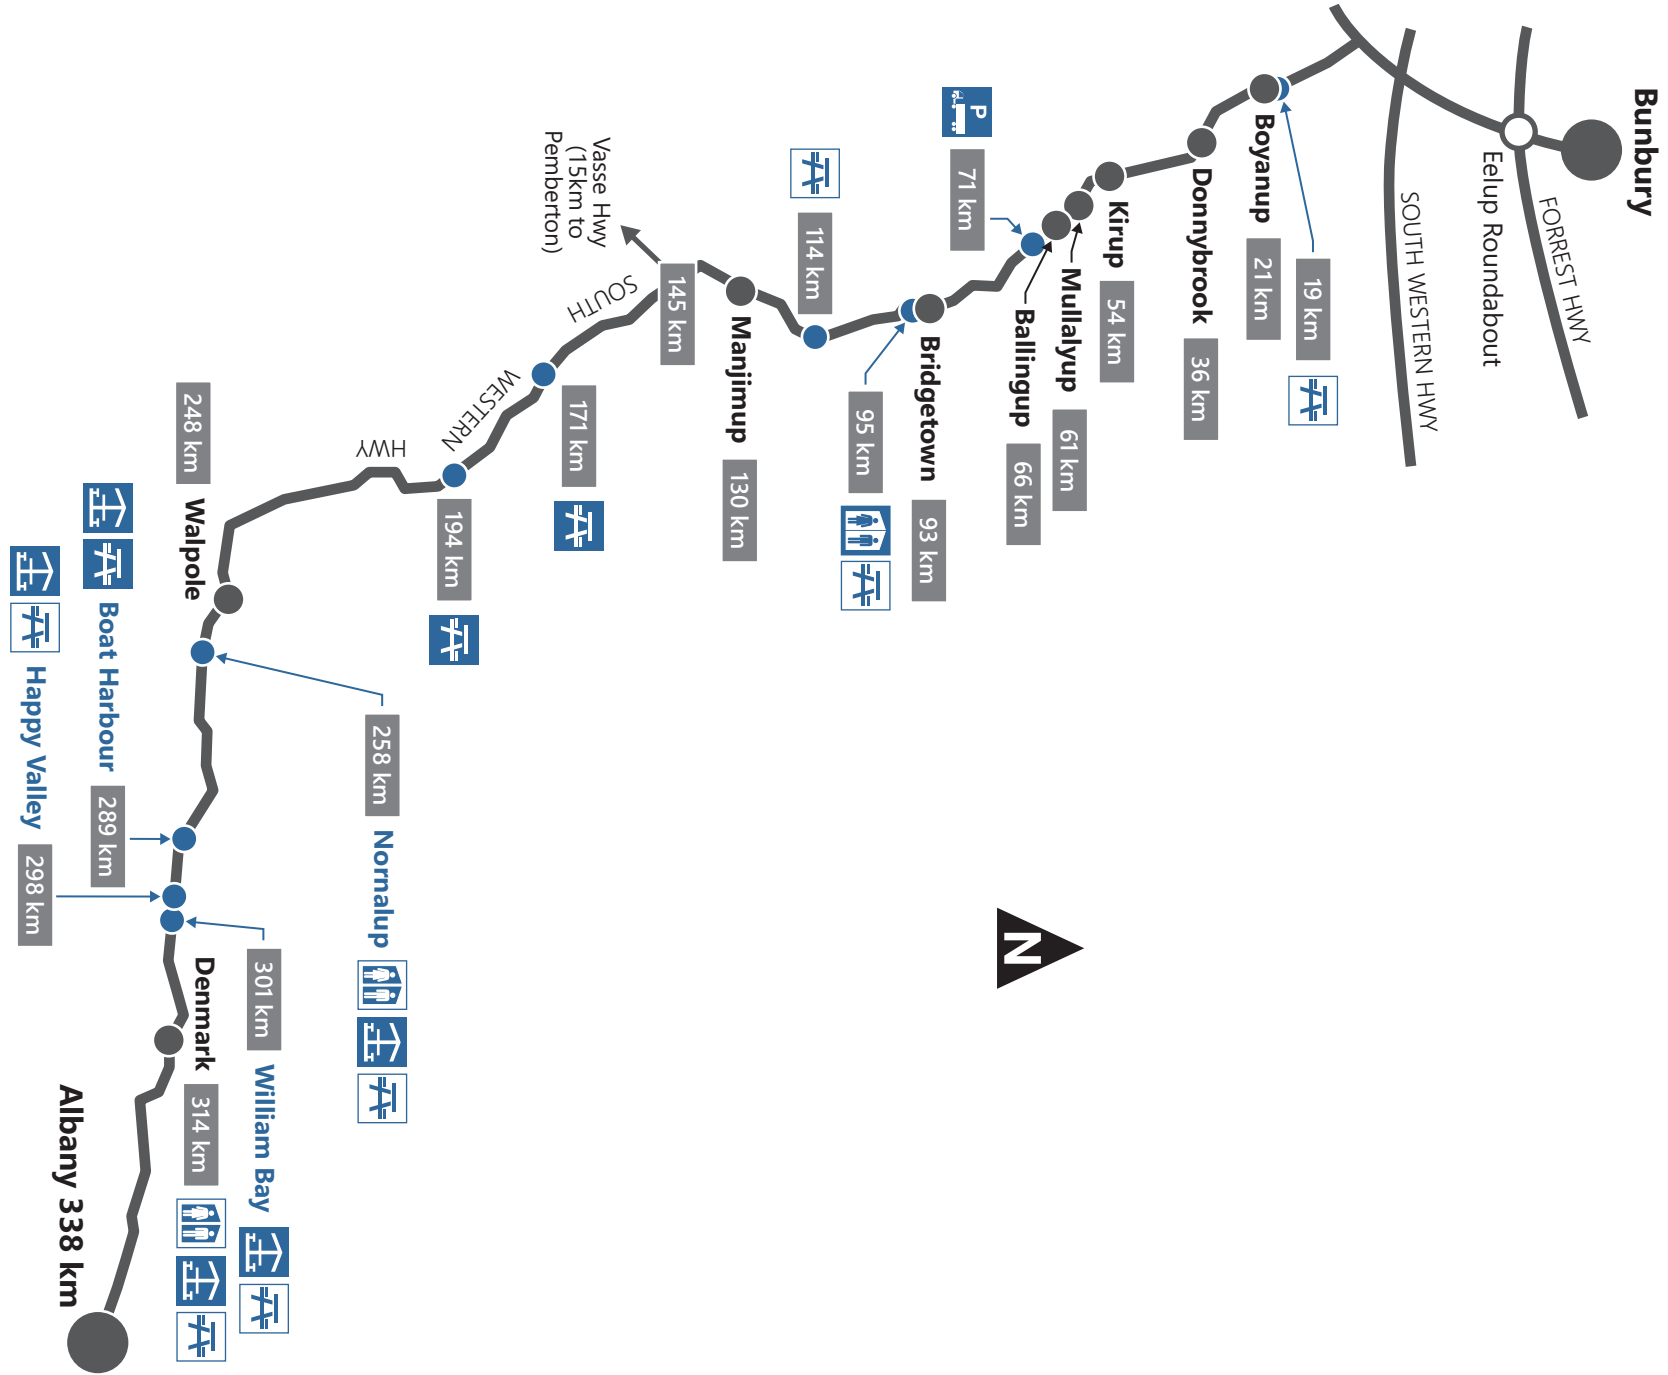 Bunbury
FORREST HWY
Eelup Roundabout
SOUTH WESTERN HWY
19 km
Boyanup
21 km
Donnybrook
36 km
Kirup
54 km
Mullalyup
61 km
Ballingup
66 km
P
71 km
Bridgetown
93 km
95 km
114 km
Manjimup
130 km
145 km
Vasse Hwy
(15km to
Pemberton)
SOUTH
WESTERN
HWY
171 km
194 km
248 km
Walpole
258 km
Nornalup
Boat Harbour
289 km
Happy Valley
298 km
301 km
William Bay
Denmark
314 km
Albany 338 km
N